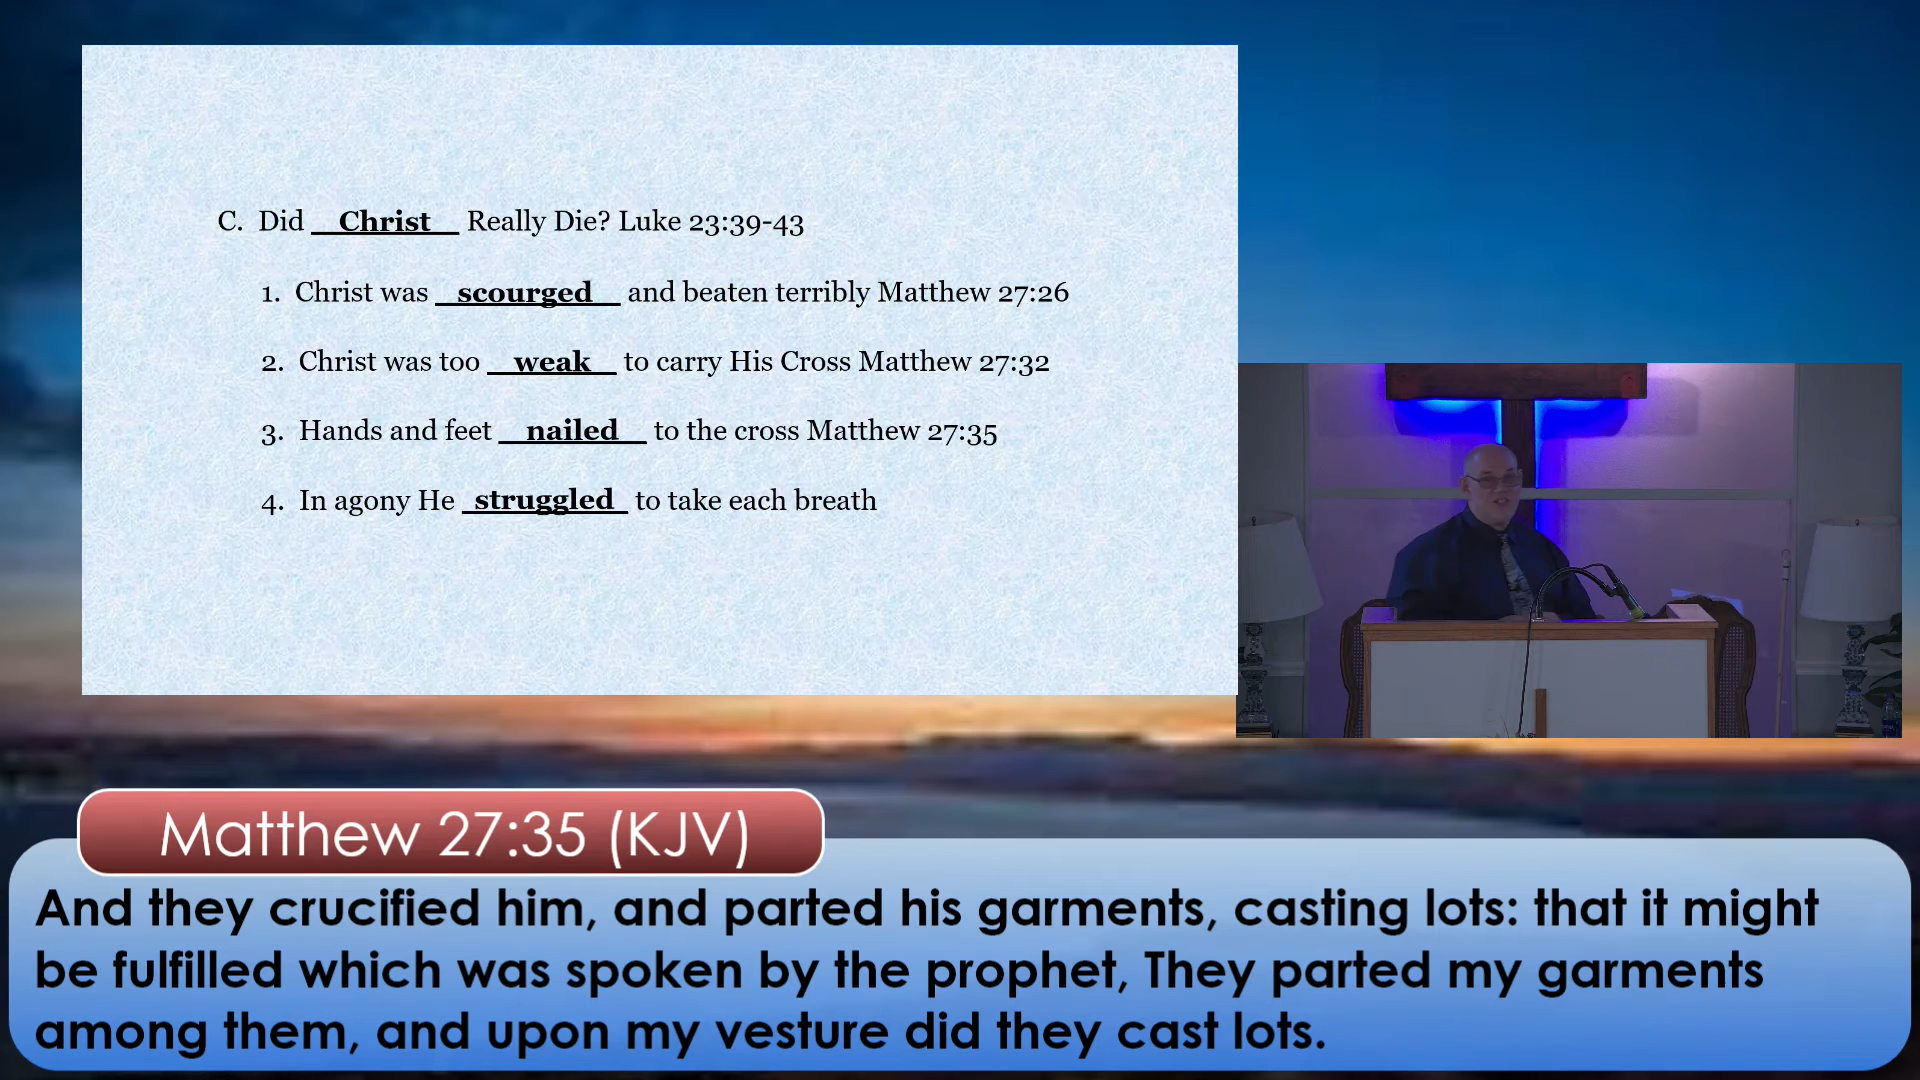 C. Did Christ Really Die? Luke 23:39-43
1. Christ was scourged and beaten terribly Matthew 27:26
2. Christ was too weak to carry His Cross Matthew 27:32
3. Hands and feet nailed to the cross Matthew 27:35
4. In agony He struggled to take each breath
Matthew 27:35 (KJV)
And they crucified him, and parted his garments, casting lots: that it might
be fulfilled which was spoken by the prophet, They parted my garments
among them, and upon my vesture did they cast lots.